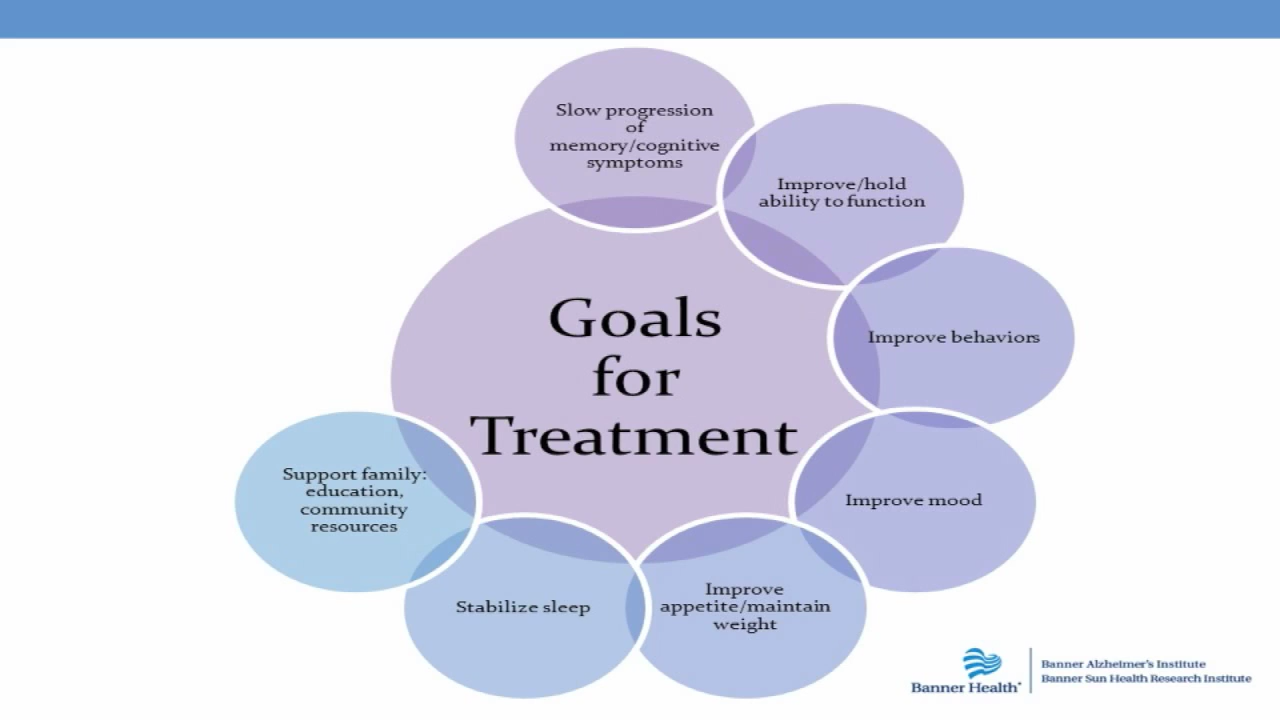 Slow progression
of
memory/cognitive
symptoms
Improve/hold
ability to function
Improve behaviors
Goals
for
Treatment
Improve mood
Support family:
education,
community
resources
Stabilize sleep
Improve
appetite/maintain
weight
Banner Health
Banner Alzheimer's Institute
Banner Sun Health Research Institute